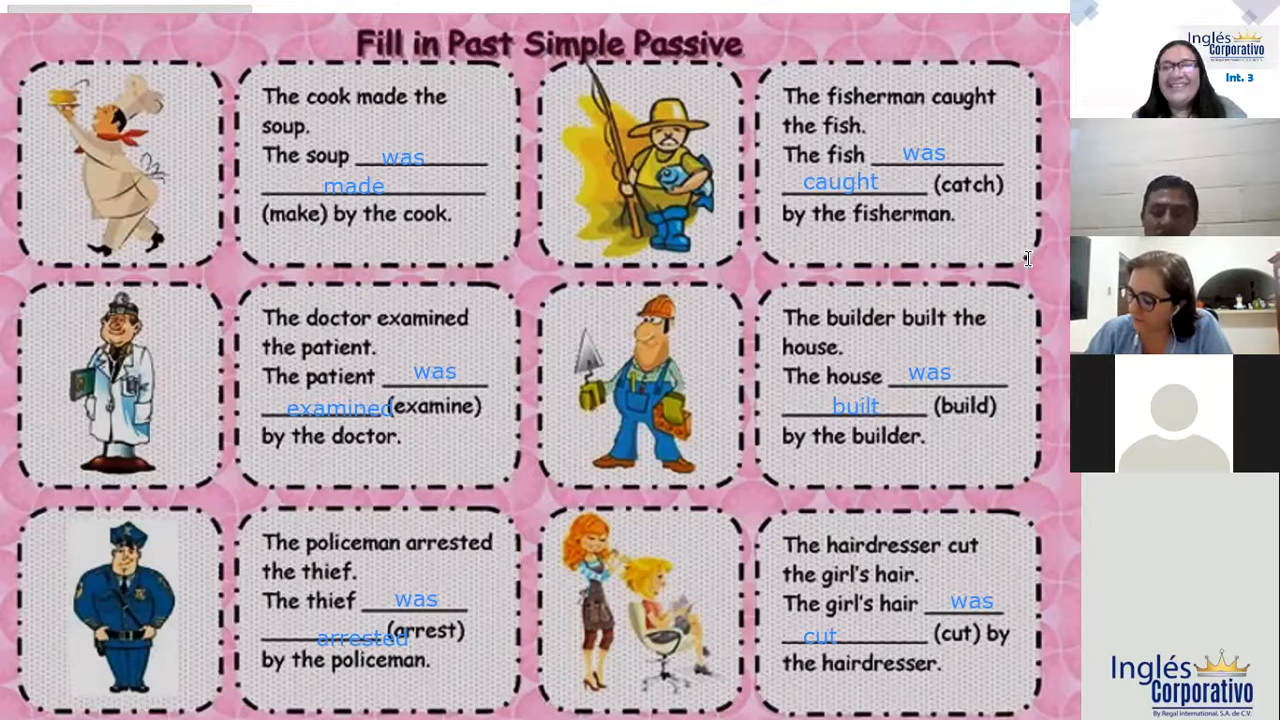 Fill in Past Simple Passive
The cook made the
soup.
The soup was
made
(make) by the cook.
The fisherman caught
the fish.
The fish was
caught (catch)
by the fisherman.
The doctor examined
the patient.
The patient was
examined (examine)
by the doctor.
The builder built the
house.
The house was
built (build)
by the builder.
The policeman arrested
the thief.
The thief was
arrested (arrest)
by the policeman.
The hairdresser cut
the girl's hair.
The girl's hair was
cut (cut) by
the hairdresser.
Inglés
Corporativo
By Regal International, S.A. de C.V.
Int. 3
Inglés
Corporativo
By Regal International, S.A. de C.V.